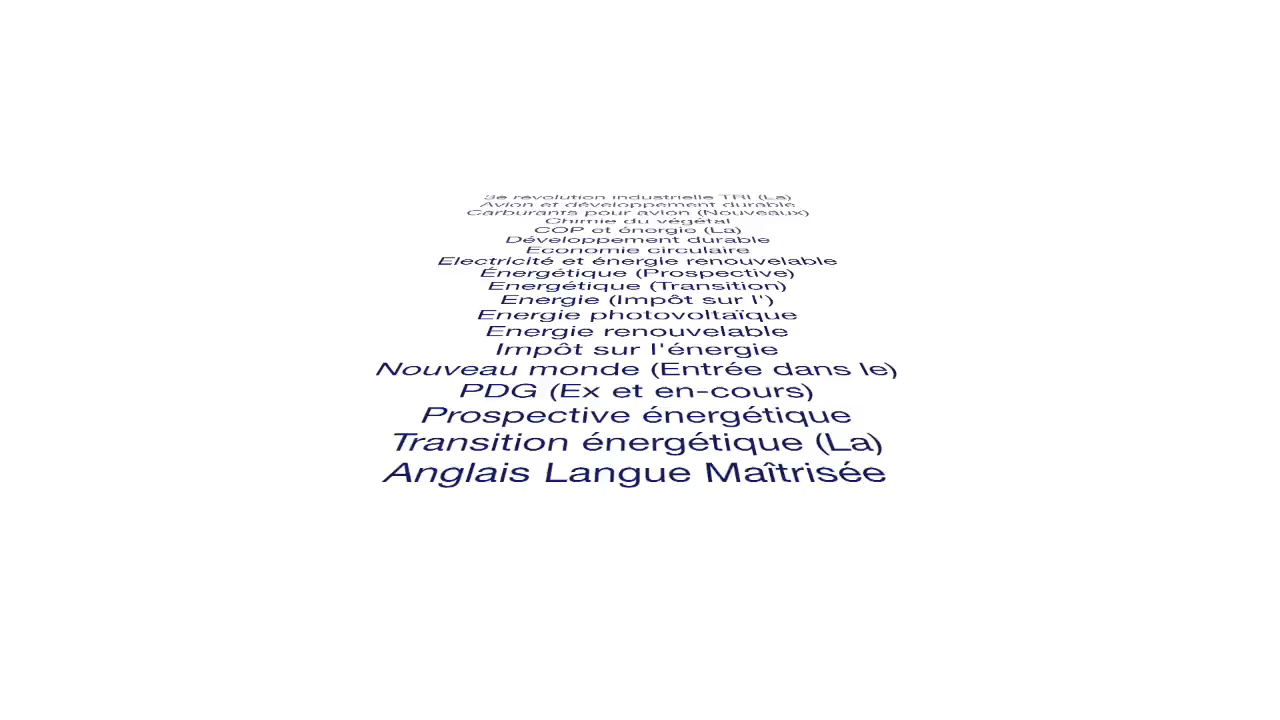 3è révolution industrielle TRI (La)
Avion et développement durable
Carburants pour avion (Nouveaux)
Chimie du végétal
COP et énergie (La)
Développement durable
Economie circulaire
Electricité et énergie renouvelable
Énergétique (Prospective)
Energétique (Transition)
Energie (Impôt sur l')
Energie photovoltaïque
Energie renouvelable
Impôt sur l'énergie
Nouveau monde (Entrée dans le)
PDG (Ex et en-cours)
Prospective énergétique
Transition énergétique (La)
Anglais Langue Maîtrisée